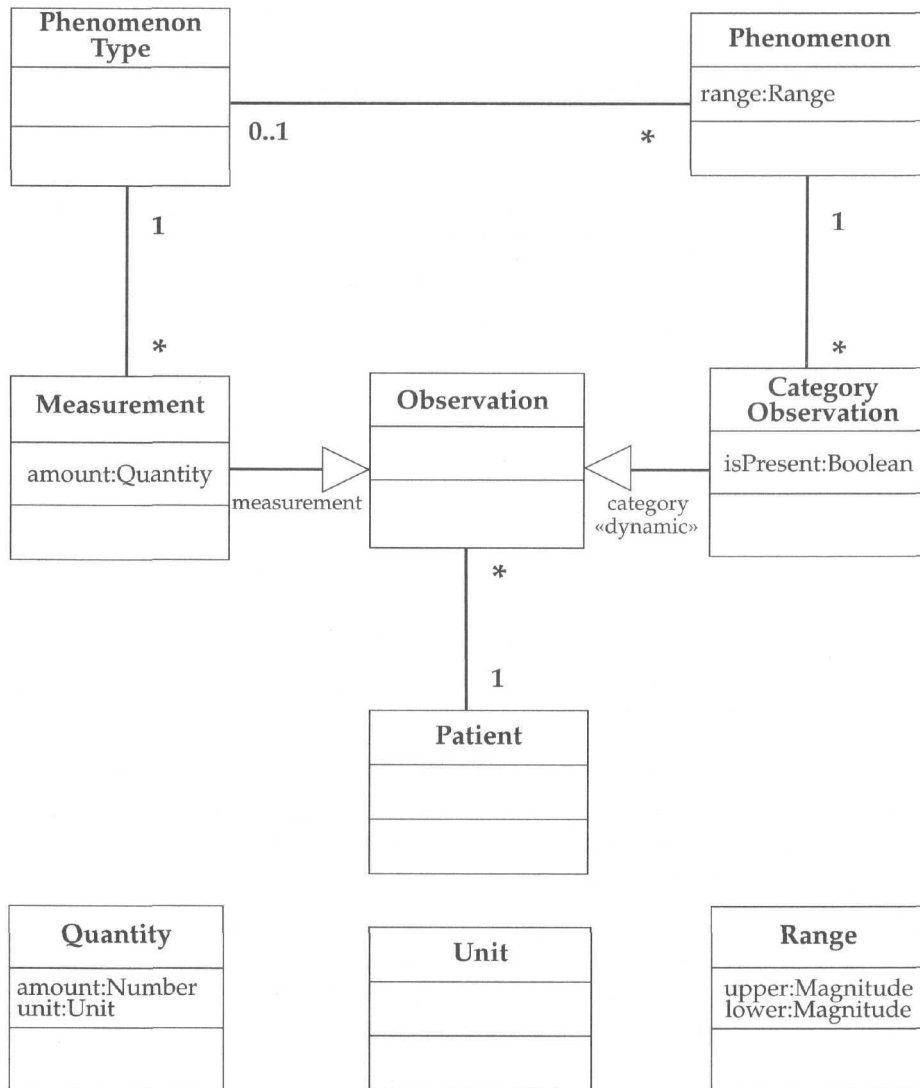 Phenomenon
Type
Phenomenon
range:Range
0..1
*
1
1
*
*
Measurement
Observation
Category
Observation
amount:Quantity
isPresent:Boolean
measurement
category
«dynamic»
*
1
Patient
Quantity
Unit
Range
amount:Number
unit:Unit
upper:Magnitude
lower:Magnitude